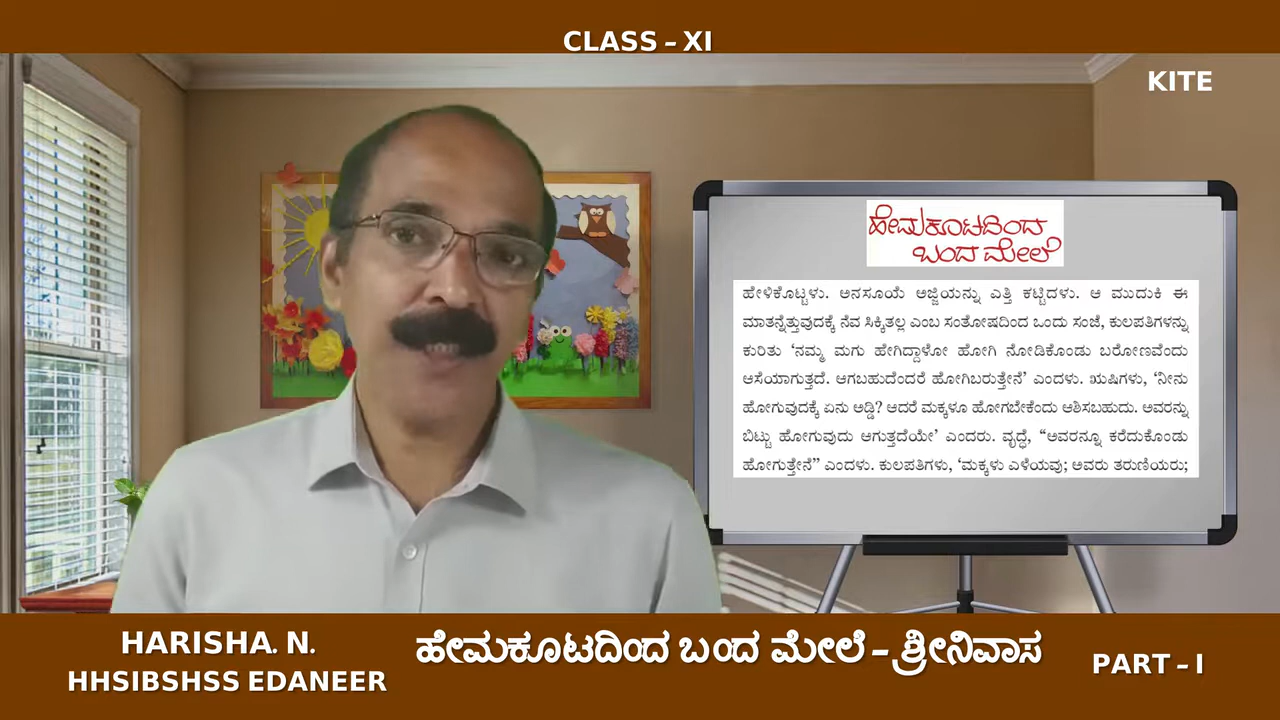 CLASS – XI
KITE
ಹೇಮಕೂಟದಿಂದ
ಬಂದ ಮೇಲೆ
ಹೇಳಿಕೊಟ್ಟಳು. ಅನಸೂಯೆ ಅಜ್ಜಿಯನ್ನು ಎತ್ತಿ ಕಟ್ಟಿದಳು. ಆ ಮುದುಕಿ ಈ
ಮಾತನ್ನೆತ್ತುವುದಕ್ಕೆ ನೆವ ಸಿಕ್ಕಿತಲ್ಲ ಎಂಬ ಸಂತೋಷದಿಂದ ಒಂದು ಸಂಜೆ, ಕುಲಪತಿಗಳನ್ನು
ಕುರಿತು ‘ನಮ್ಮ ಮಗು ಹೇಗಿದ್ದಾಳೋ ಹೋಗಿ ನೋಡಿಕೊಂಡು ಬರೋಣವೆಂದು
ಆಸೆಯಾಗುತ್ತದೆ. ಆಗಬಹುದೆಂದರೆ ಹೋಗಿಬರುತ್ತೇನೆ’ ಎಂದಳು. ಋಷಿಗಳು, ‘ನೀನು
ಹೋಗುವುದಕ್ಕೆ ಏನು ಅಡ್ಡಿ? ಆದರೆ ಮಕ್ಕಳೂ ಹೋಗಬೇಕೆಂದು ಆಶಿಸಬಹುದು. ಅವರನ್ನು
ಬಿಟ್ಟು ಹೋಗುವುದು ಆಗುತ್ತದೆಯೇ’ ಎಂದರು. ವೃದ್ಧೆ, “ಅವರನ್ನೂ ಕರೆದುಕೊಂಡು
ಹೋಗುತ್ತೇನೆ” ಎಂದಳು. ಕುಲಪತಿಗಳು, ‘ಮಕ್ಕಳು ಎಳೆಯವು; ಅವರು ತರುಣಿಯರು;
HARISHA. N.
HHSIBSHSS EDANEER
ಹೇಮಕೂಟದಿಂದ ಬಂದ ಮೇಲೆ – ಶ್ರೀನಿವಾಸ
PART – I